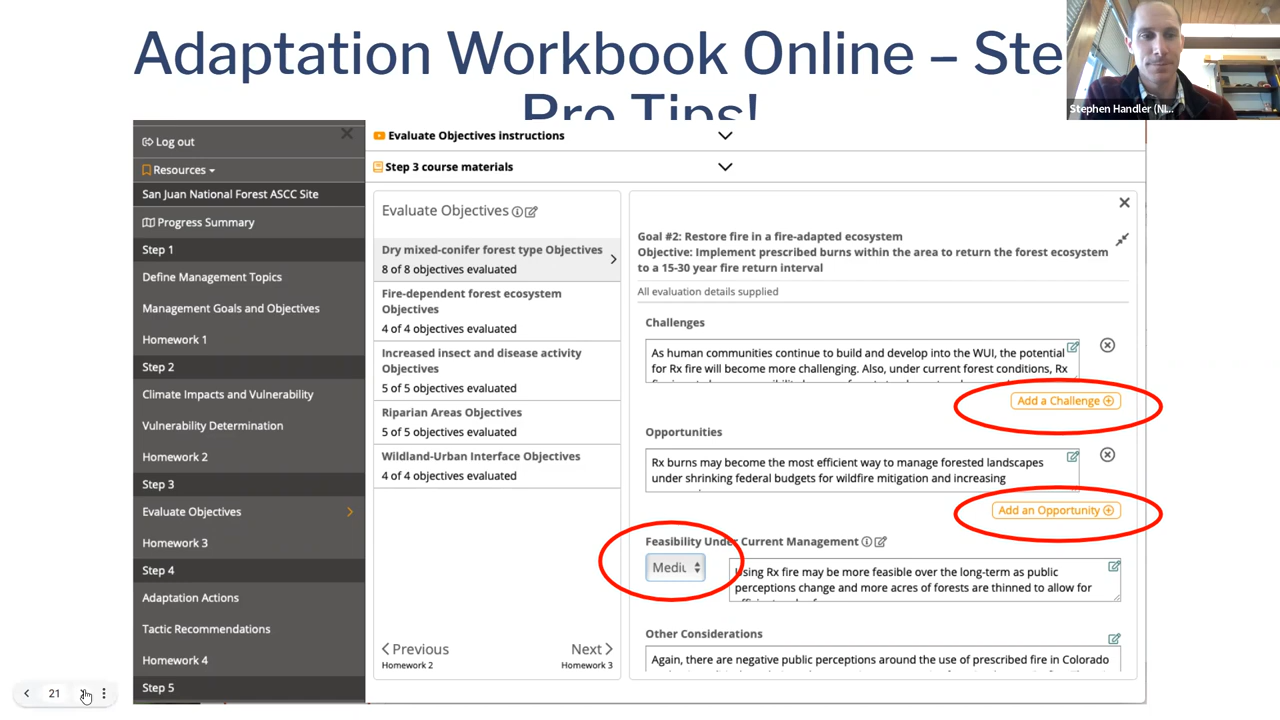 Adaptation Workbook Online – Ste
Pro Tips!
Stephen Handler (NI...
Log out
Resources
San Juan National Forest ASCC Site
Progress Summary
Step 1
Define Management Topics
Management Goals and Objectives
Homework 1
Step 2
Climate Impacts and Vulnerability
Vulnerability Determination
Homework 2
Step 3
Evaluate Objectives
Homework 3
Step 4
Adaptation Actions
Tactic Recommendations
Homework 4
Step 5
Evaluate Objectives instructions
Step 3 course materials
Evaluate Objectives
Dry mixed-conifer forest type Objectives
8 of 8 objectives evaluated
Fire-dependent forest ecosystem
Objectives
4 of 4 objectives evaluated
Increased insect and disease activity
Objectives
5 of 5 objectives evaluated
Riparian Areas Objectives
5 of 5 objectives evaluated
Wildland-Urban Interface Objectives
4 of 4 objectives evaluated
Previous
Homework 2
Next
Homework 3
Goal #2: Restore fire in a fire-adapted ecosystem
Objective: Implement prescribed burns within the area to return the forest ecosystem
to a 15-30 year fire return interval
All evaluation details supplied
Challenges
As human communities continue to build and develop into the WUI, the potential
for Rx fire will become more challenging. Also, under current forest conditions, Rx
Add a Challenge
Opportunities
Rx burns may become the most efficient way to manage forested landscapes
under shrinking federal budgets for wildfire mitigation and increasing
Add an Opportunity
Feasibility Under Current Management
Mediu
Using Rx fire may be more feasible over the long-term as public
perceptions change and more acres of forests are thinned to allow for
Other Considerations
Again, there are negative public perceptions around the use of prescribed fire in Colorado
21